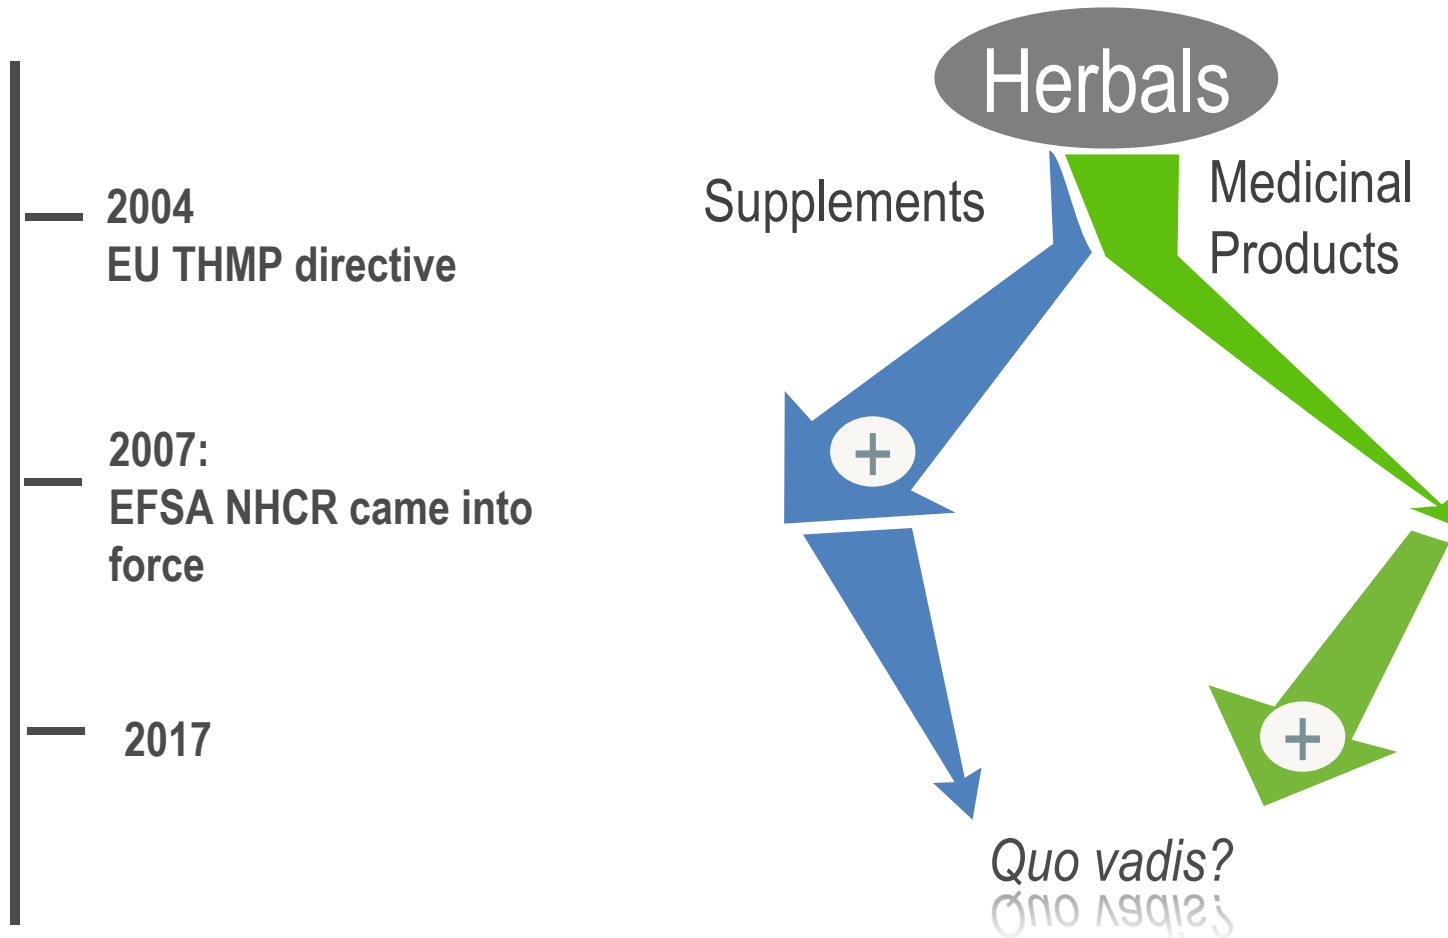 Herbals
Supplements
Medicinal
Products
2004
EU THMP directive
2007:
EFSA NHCR came into
force
+
2017
+
Quo vadis?